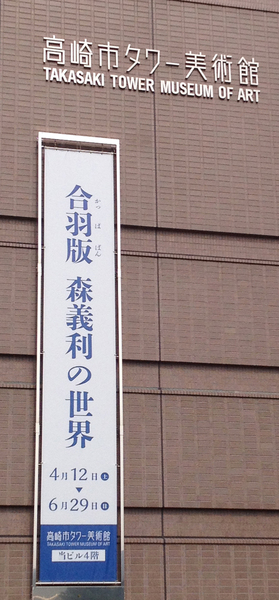 高崎市タワー美術館
TAKASAKI TOWER MUSEUM OF ART
合羽版 森義利の世界
かっ ぱ ばん
4月12日土
▼
6月29日日
高崎市タワー美術館
TAKASAKI TOWER MUSEUM OF ART
当ビル4階